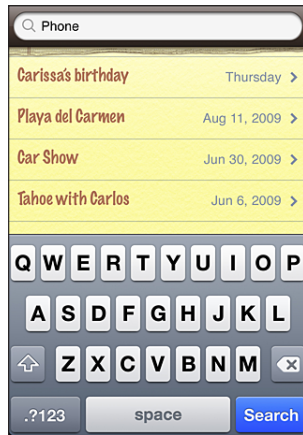 Phone
Carissa's birthday Thursday
Playa del Carmen Aug 11, 2009
Car Show Jun 30, 2009
Tahoe with Carlos Jun 6, 2009
Q W E R T Y U I O P
A S D F G H J K L
Z X C V B N M
.?123 space Search